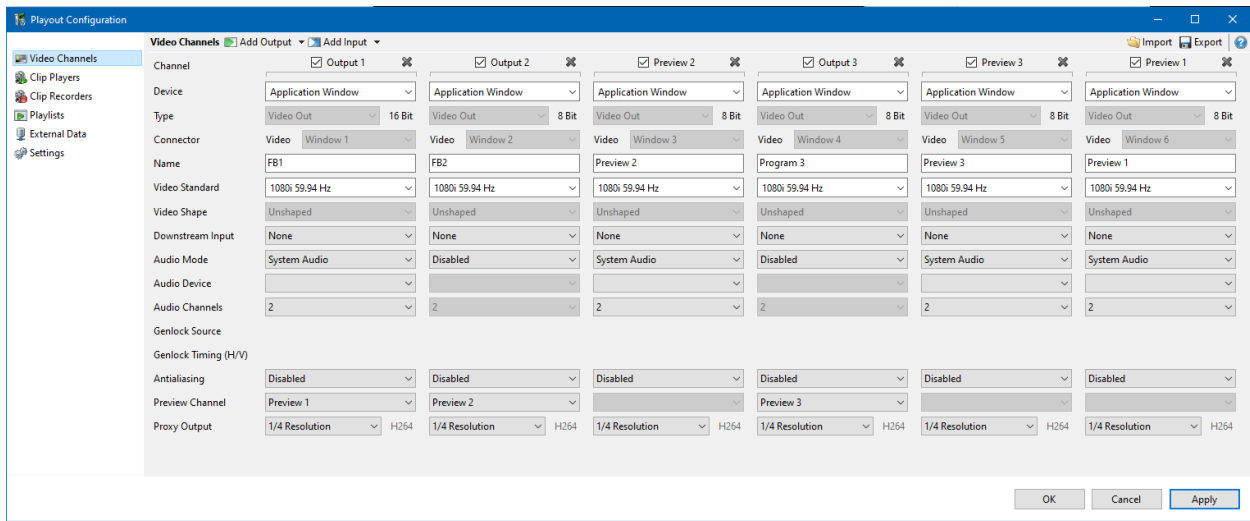 Playout Configuration
Video Channels Add Output Add Input Import Export
Video Channels
Clip Players
Clip Recorders
Playlists
External Data
Settings
Channel Output 1 Output 2 Preview 2 Output 3 Preview 3 Preview 1
Device Application Window Application Window Application Window Application Window Application Window Application Window
Type Video Out 16 Bit Video Out 8 Bit Video Out 8 Bit Video Out 8 Bit Video Out 8 Bit Video Out 8 Bit
Connector Video Window 1 Video Window 2 Video Window 3 Video Window 4 Video Window 5 Video Window 6
Name FB1 FB2 Preview 2 Program 3 Preview 3 Preview 1
Video Standard 1080i 59.94 Hz 1080i 59.94 Hz 1080i 59.94 Hz 1080i 59.94 Hz 1080i 59.94 Hz 1080i 59.94 Hz
Video Shape Unshaped Unshaped Unshaped Unshaped Unshaped Unshaped
Downstream Input None None None None None None
Audio Mode System Audio Disabled System Audio Disabled System Audio System Audio
Audio Device
Audio Channels 2 2 2 2 2 2
Genlock Source
Genlock Timing (H/V)
Antialiasing Disabled Disabled Disabled Disabled Disabled Disabled
Preview Channel Preview 1 Preview 2 Preview 3
Proxy Output 1/4 Resolution H264 1/4 Resolution H264 1/4 Resolution H264 1/4 Resolution H264 1/4 Resolution H264 1/4 Resolution H264
OK Cancel Apply